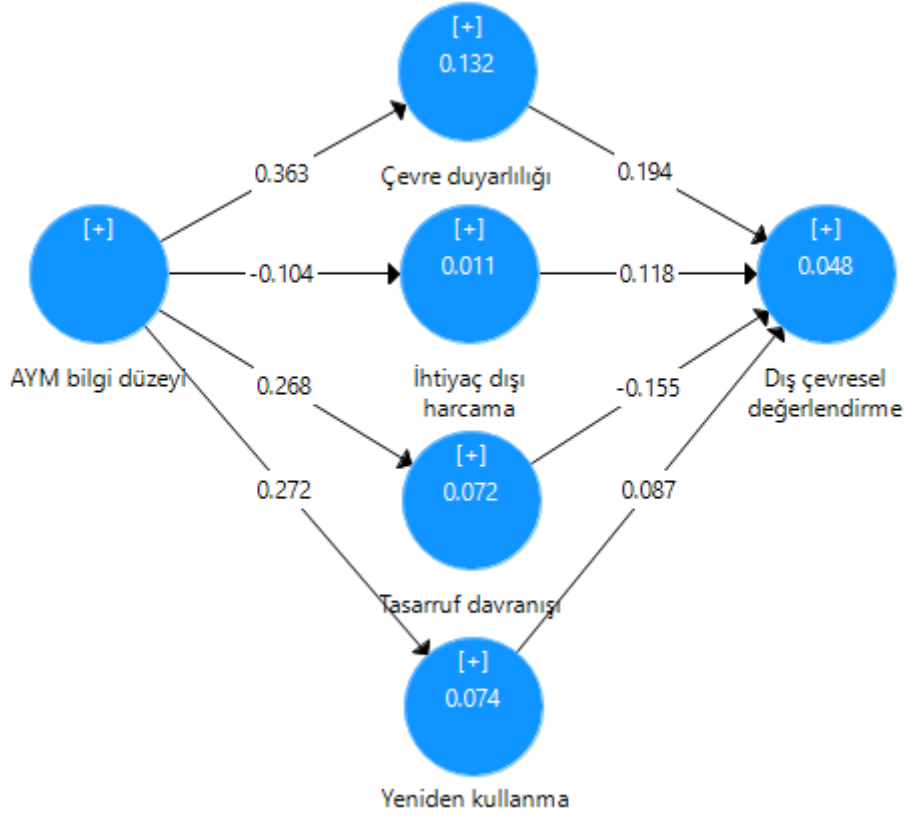 [+]
0.132
Çevre duyarlılığı
0.363
0.194
[+]
AYM bilgi düzeyi
-0.104
[+]
0.011
İhtiyaç dışı
harcama
0.118
[+]
0.048
Dış çevresel
değerlendirme
0.268
-0.155
[+]
0.072
Tasarruf davranışı
0.272
0.087
[+]
0.074
Yeniden kullanma